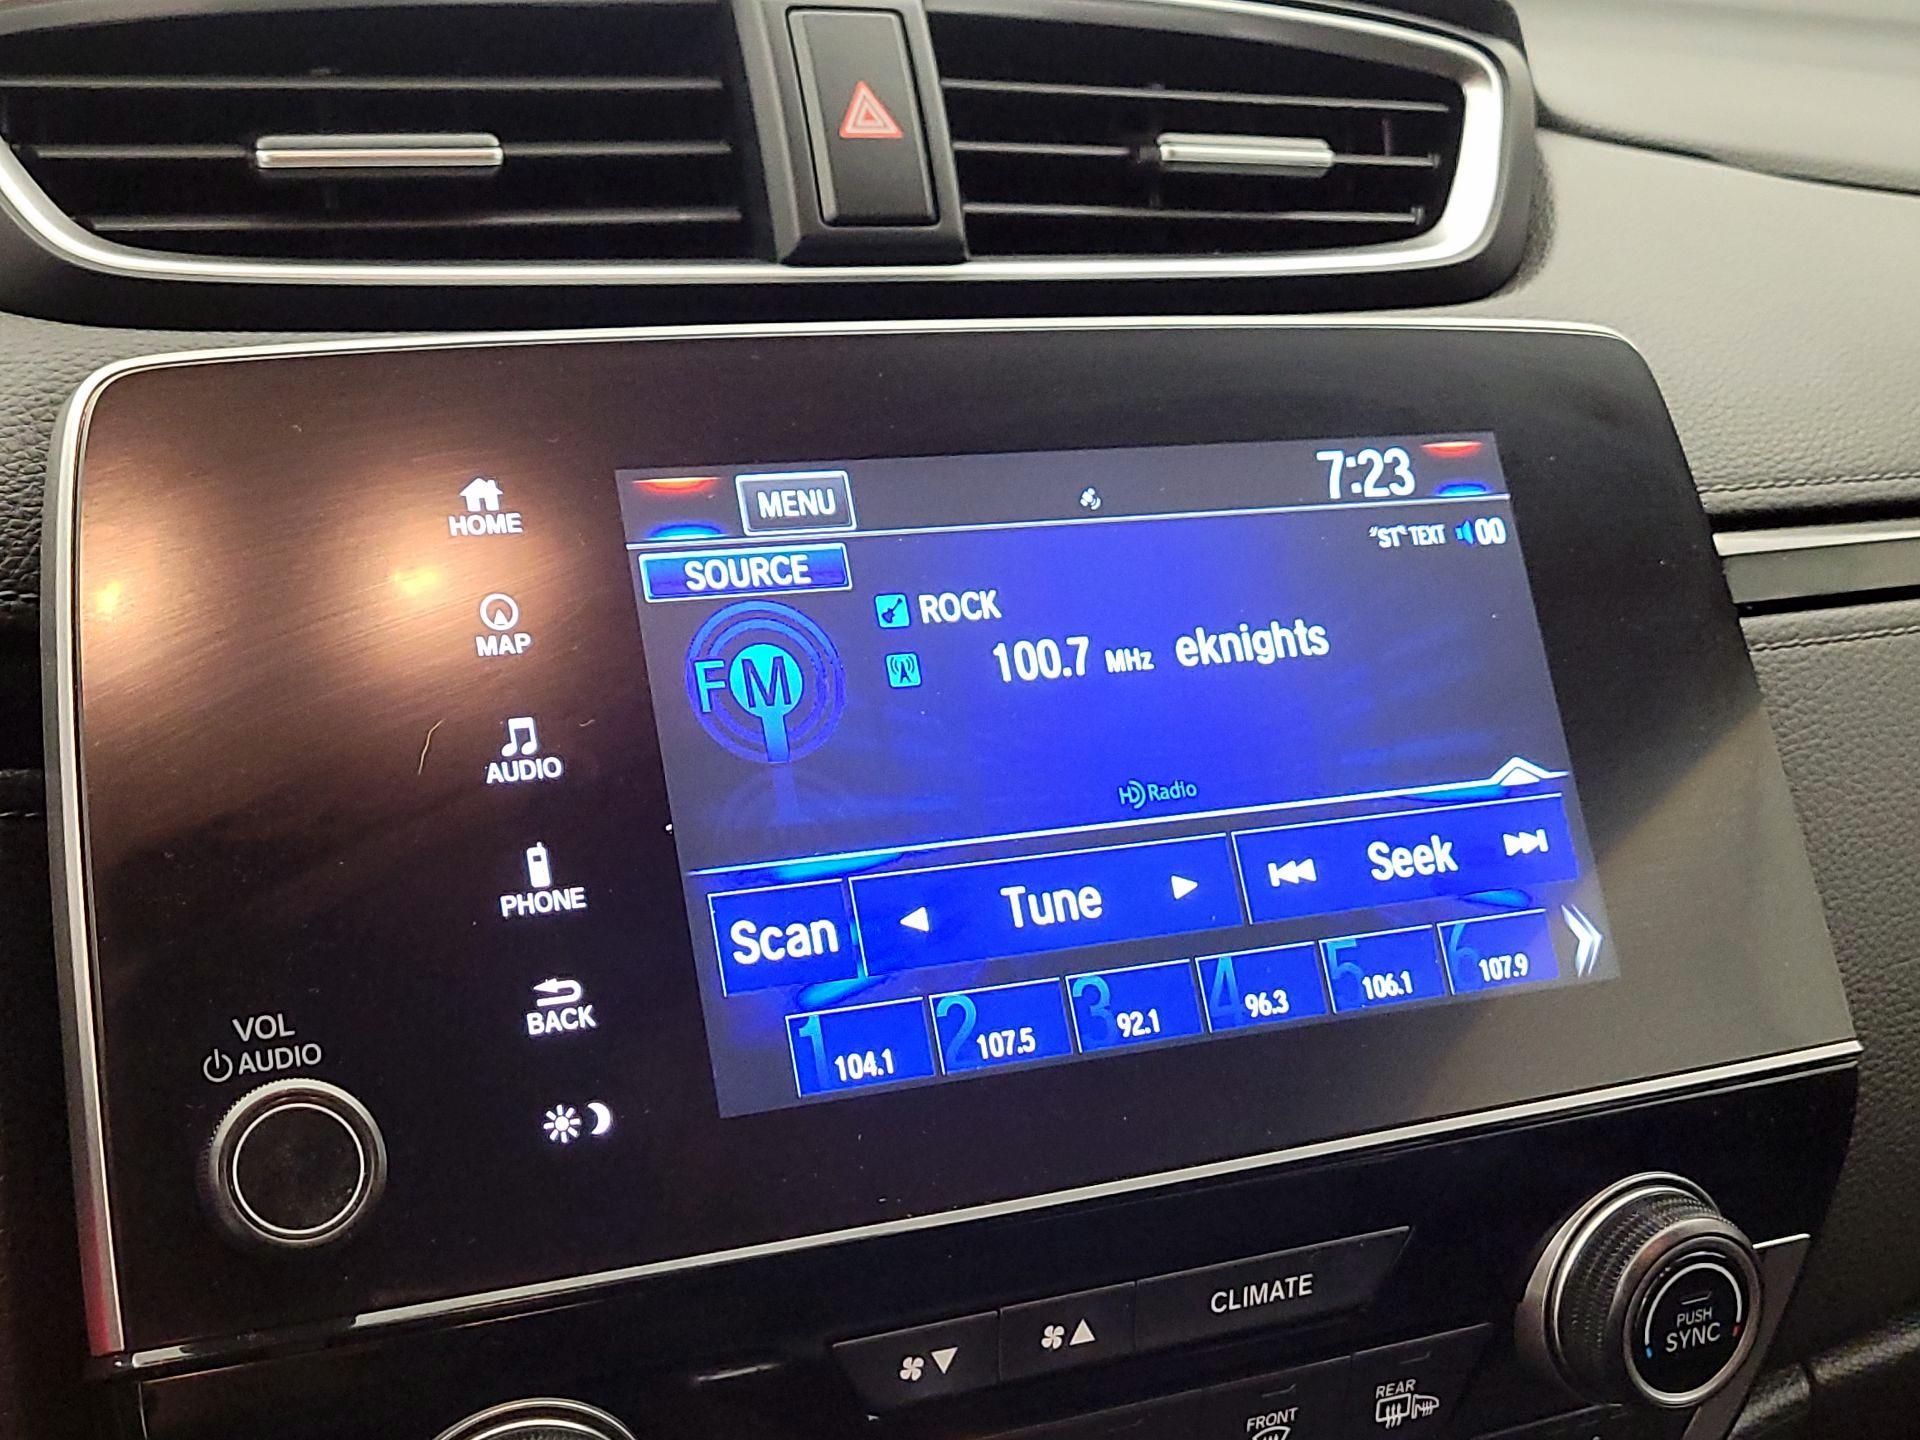 HOME
MAP
AUDIO
PHONE
BACK
VOL
AUDIO
MENU
7:23
"ST" TEXT 00
SOURCE
ROCK
FM
100.7 MHz eknights
HD Radio
Scan
Tune
Seek
1 104.1
2 107.5
3 92.1
4 96.3
5 106.1
6 107.9
CLIMATE
PUSH
SYNC
FRONT
REAR